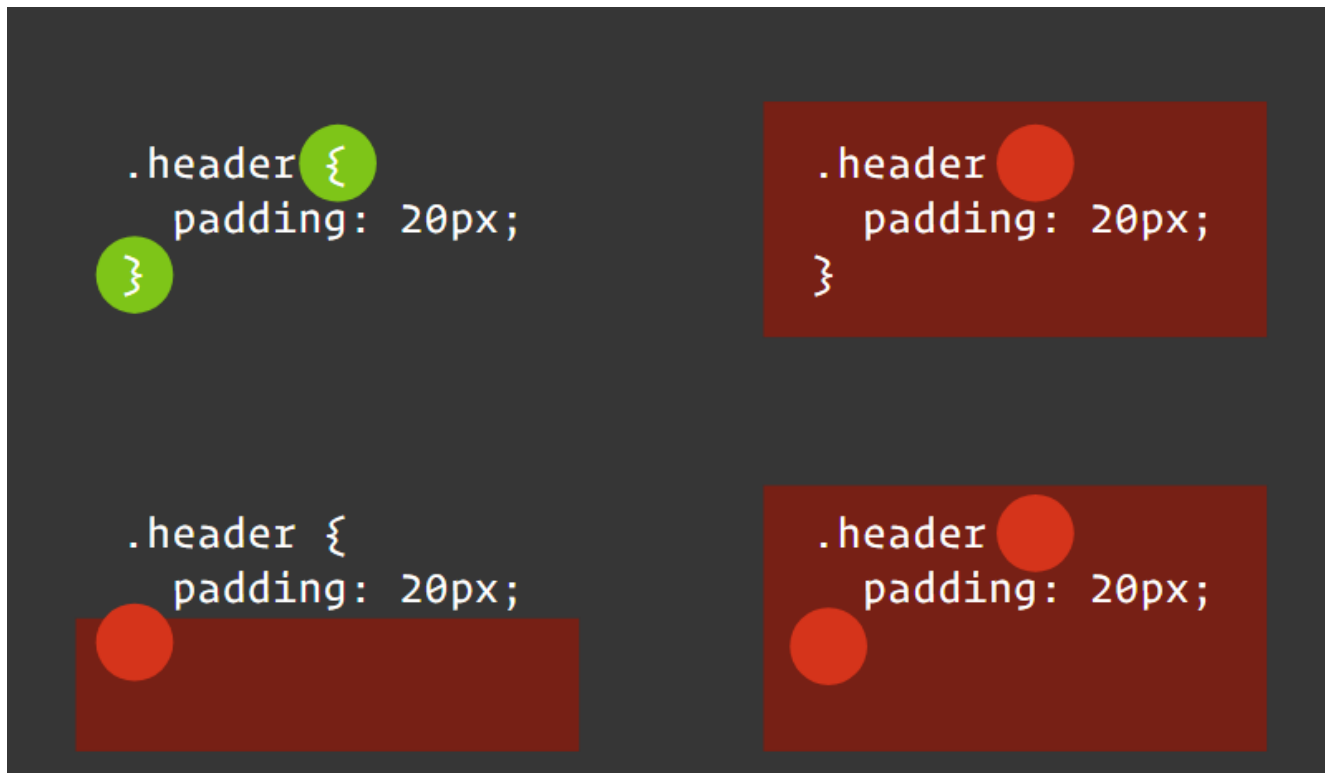 .header {
  padding: 20px;
}
.header
  padding: 20px;
}
.header {
  padding: 20px;
.header
  padding: 20px;